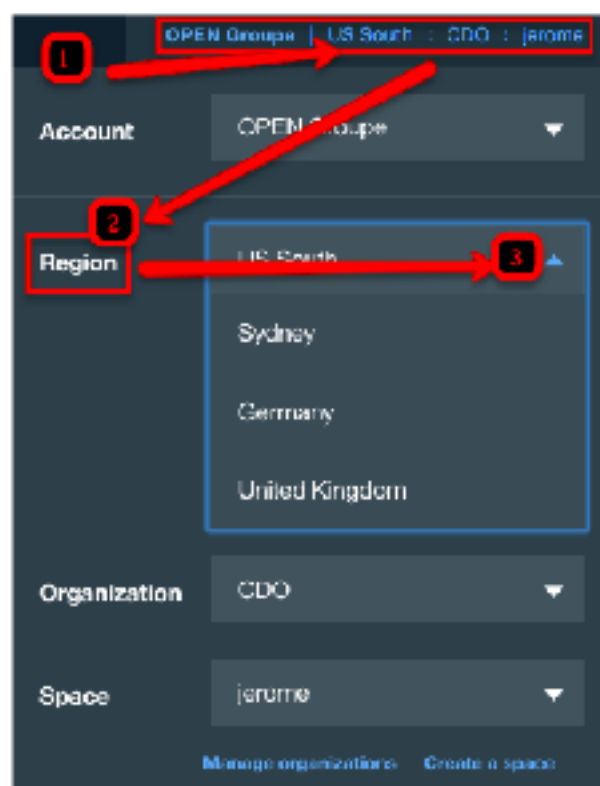 1
OPEN Groupe | US South : CDO : jerome
Account
OPEN Groupe
2
Region
US South
3
Sydney
Germany
United Kingdom
Organization
CDO
Space
jerome
Manage organizations
Create a space